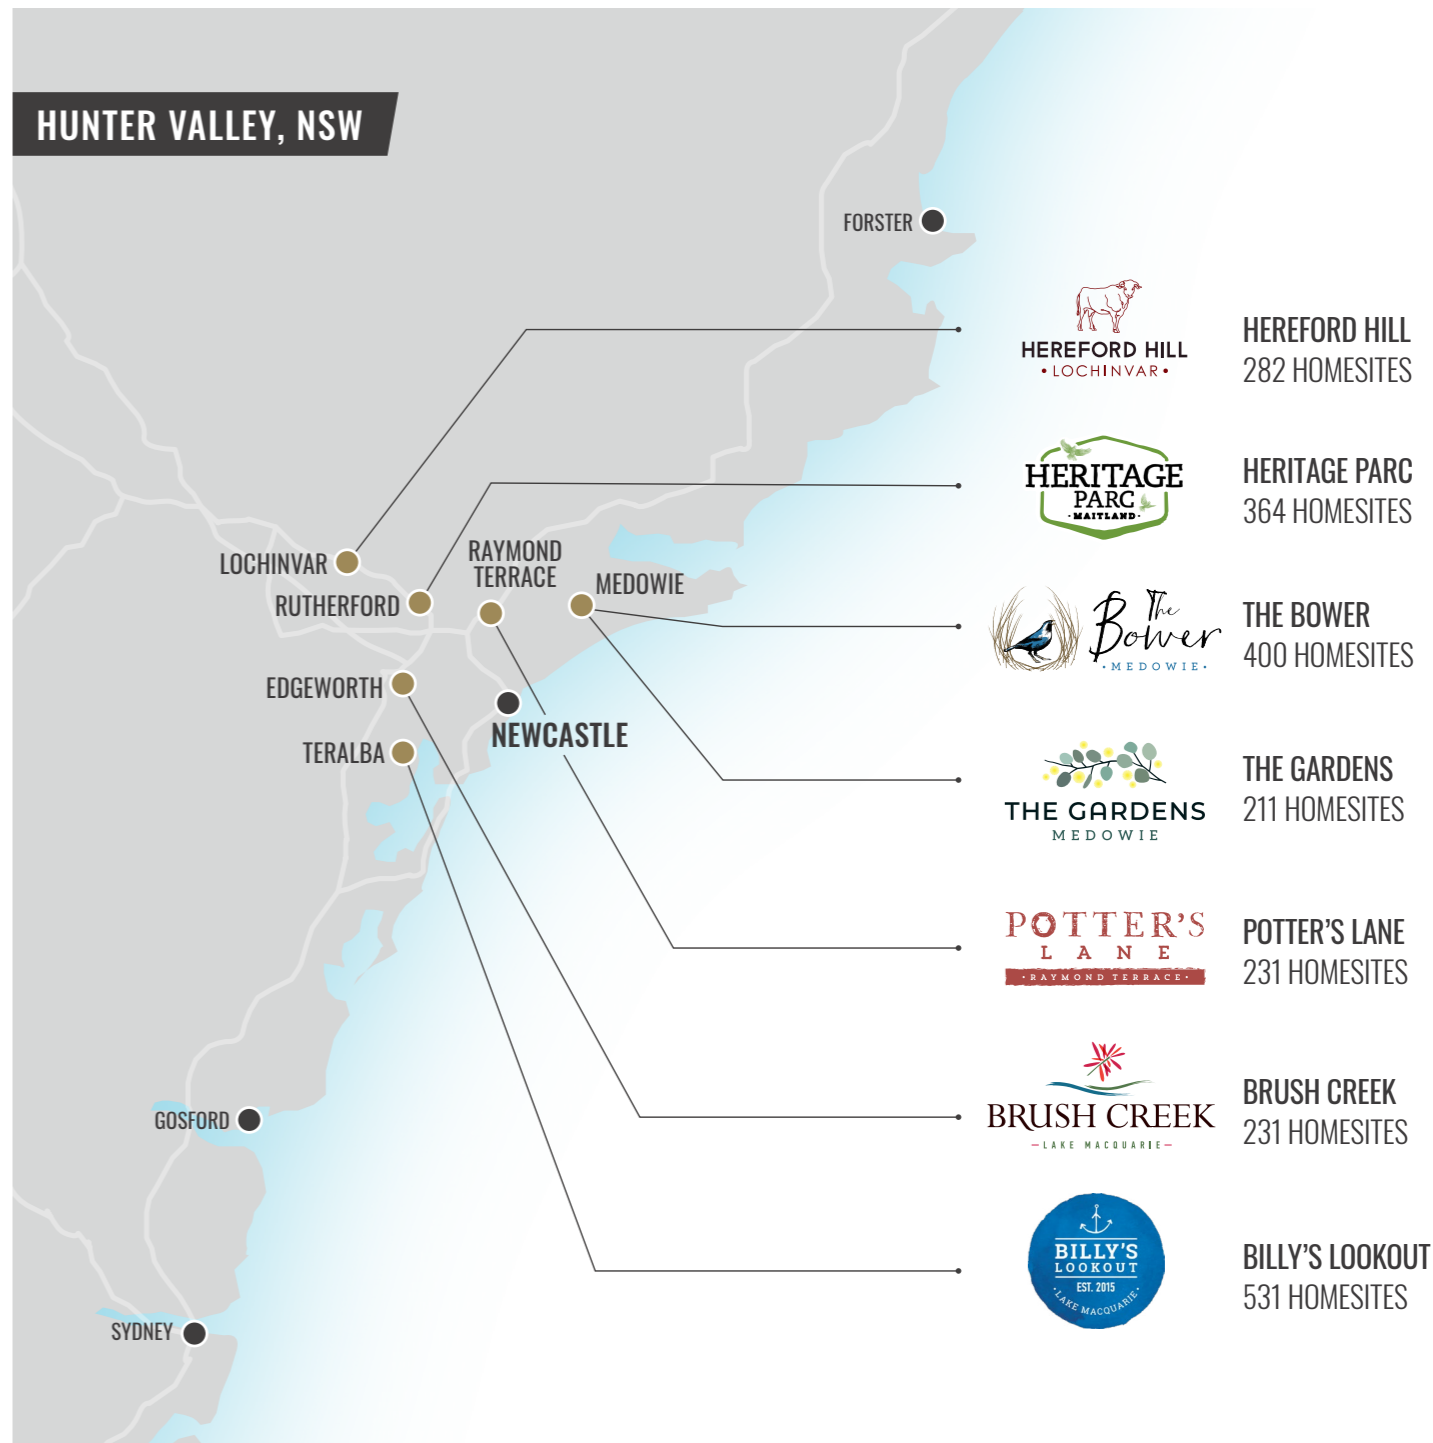 HUNTER VALLEY, NSW
FORSTER
LOCHINVAR
RUTHERFORD
RAYMOND
TERRACE
MEDOWIE
EDGEWORTH
TERALBA
NEWCASTLE
GOSFORD
SYDNEY
HEREFORD HILL
• LOCHINVAR •
HEREFORD HILL
282 HOMESITES
HERITAGE
PARC
• MAITLAND •
HERITAGE PARC
364 HOMESITES
The
Bower
• MEDOWIE •
THE BOWER
400 HOMESITES
THE GARDENS
MEDOWIE
THE GARDENS
211 HOMESITES
POTTER'S
LANE
• RAYMOND TERRACE •
POTTER'S LANE
231 HOMESITES
BRUSH CREEK
– LAKE MACQUARIE –
BRUSH CREEK
231 HOMESITES
BILLY'S
LOOKOUT
EST. 2015
• LAKE MACQUARIE •
BILLY'S LOOKOUT
531 HOMESITES